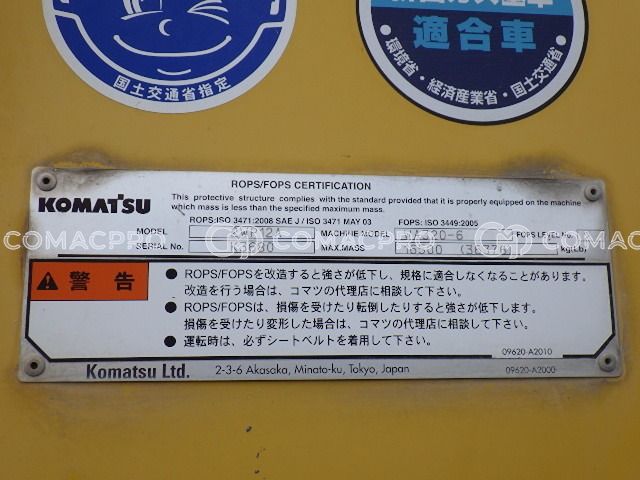 国土交通省指定
適合車
・環境省・経済産業省・国土交通省・
ROPS/FOPS CERTIFICATION
This protective structure complies with the standard provided that it is properly equipped on the machine
which mass is less than the specified maximum mass.
KOMATSU
ROPS:ISO 3471:2008 SAE J / ISO 3471 MAY 03 FOPS: ISO 3449:2005
MODEL MACHINE MODEL FOPS LEVEL No.
SERIAL No. MAX.MASS kg(Lb)
COMACPRO COMACPRO COMACPRO
警告
● ROPS/FOPSを改造すると強さが低下し、規格に適合しなくなることがあります。
改造を行う場合は、コマツの代理店に相談して下さい。
● ROPS/FOPSは、損傷を受けたり転倒したりすると強さが低下します。
損傷を受けたり変形した場合は、コマツの代理店に相談して下さい。
● 運転時は、必ずシートベルトを着用して下さい。
09620-A2010
Komatsu Ltd. 2-3-6 Akasaka, Minato-ku, Tokyo, Japan 09620-A2000